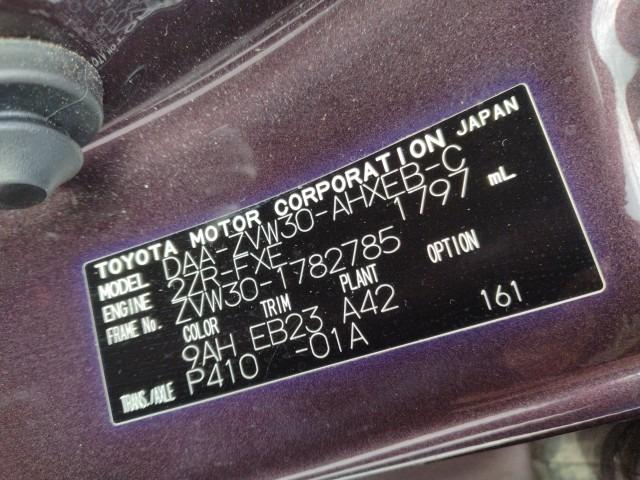 TOYOTA MOTOR CORPORATION JAPAN
MODEL DAA-ZVW30-AHXEB-C
ENGINE 2ZR-FXE 1797 mL
FRAME No. ZVW30-1782785
COLOR TRIM PLANT OPTION
9AH EB23 A42 161
TRANS./AXLE P410 -01A